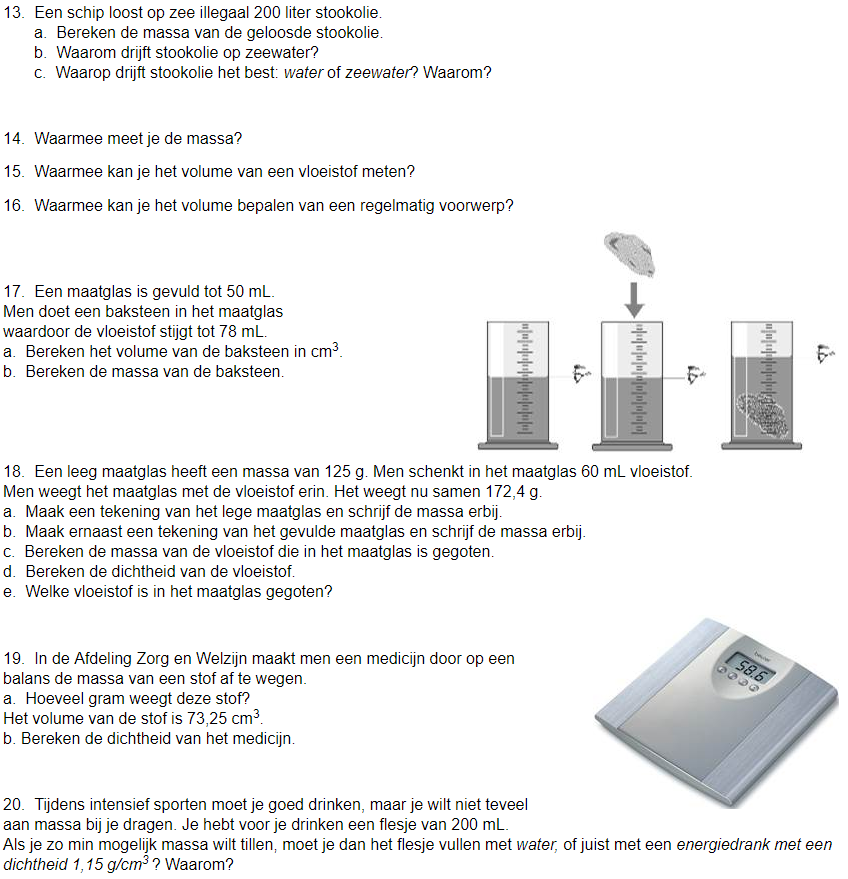 13. Een schip loost op zee illegaal 200 liter stookolie.
a. Bereken de massa van de geloosde stookolie.
b. Waarom drijft stookolie op zeewater?
c. Waarop drijft stookolie het best: water of zeewater? Waarom?
14. Waarmee meet je de massa?
15. Waarmee kan je het volume van een vloeistof meten?
16. Waarmee kan je het volume bepalen van een regelmatig voorwerp?
17. Een maatglas is gevuld tot 50 mL.
Men doet een baksteen in het maatglas
waardoor de vloeistof stijgt tot 78 mL.
a. Bereken het volume van de baksteen in cm³.
b. Bereken de massa van de baksteen.
18. Een leeg maatglas heeft een massa van 125 g. Men schenkt in het maatglas 60 mL vloeistof.
Men weegt het maatglas met de vloeistof erin. Het weegt nu samen 172,4 g.
a. Maak een tekening van het lege maatglas en schrijf de massa erbij.
b. Maak ernaast een tekening van het gevulde maatglas en schrijf de massa erbij.
c. Bereken de massa van de vloeistof die in het maatglas is gegoten.
d. Bereken de dichtheid van de vloeistof.
e. Welke vloeistof is in het maatglas gegoten?
19. In de Afdeling Zorg en Welzijn maakt men een medicijn door op een
balans de massa van een stof af te wegen.
a. Hoeveel gram weegt deze stof?
Het volume van de stof is 73,25 cm³.
b. Bereken de dichtheid van het medicijn.
beurer
58.6
20. Tijdens intensief sporten moet je goed drinken, maar je wilt niet teveel
aan massa bij je dragen. Je hebt voor je drinken een flesje van 200 mL.
Als je zo min mogelijk massa wilt tillen, moet je dan het flesje vullen met water, of juist met een energiedrank met een
dichtheid 1,15 g/cm³ ? Waarom?